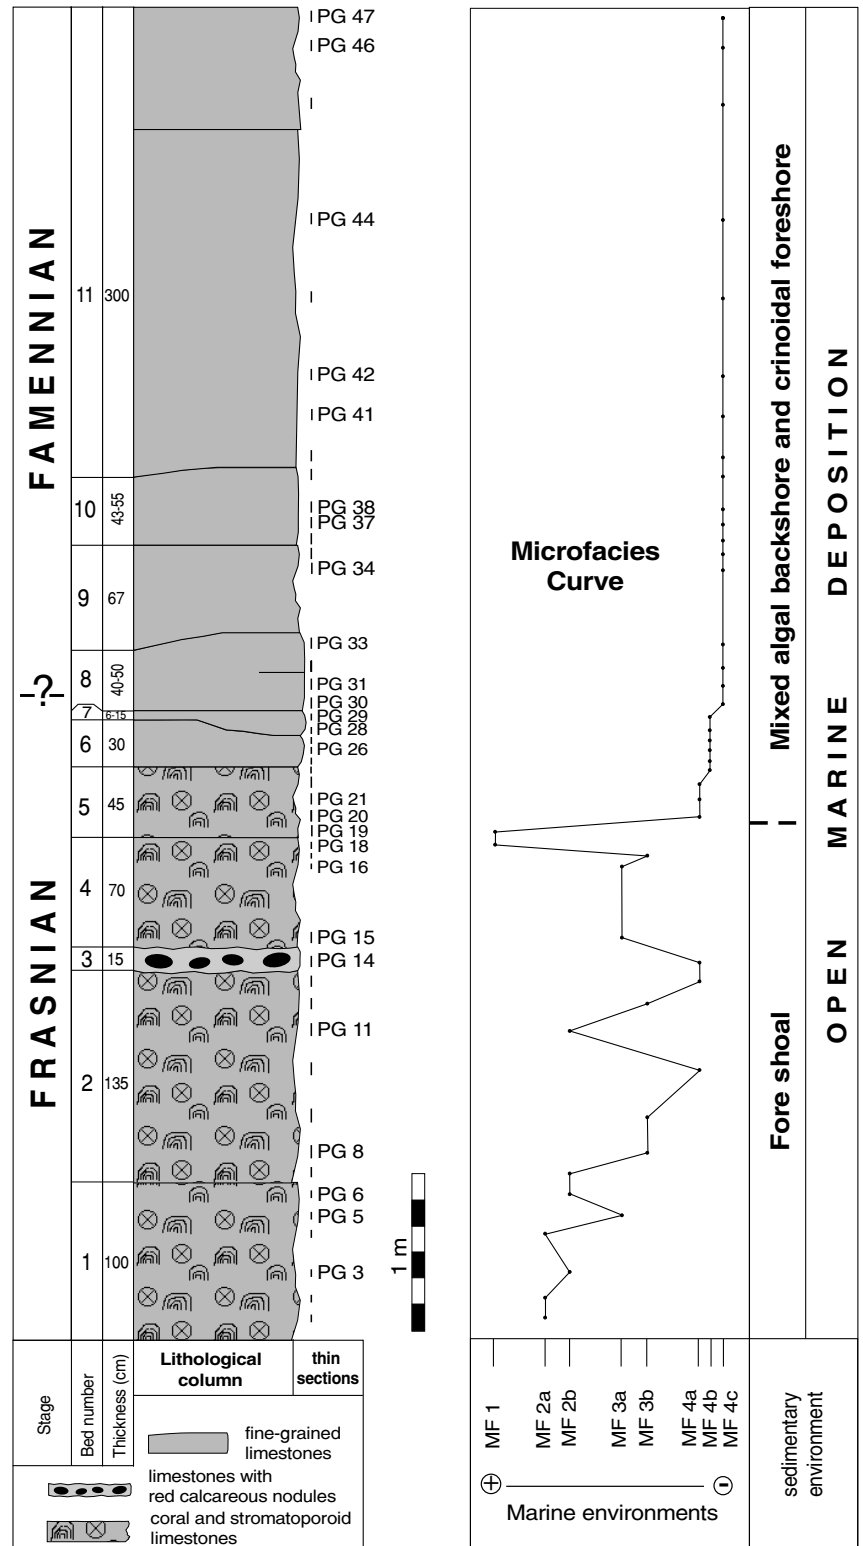 PG 47
PG 46
PG 44
11
300
PG 42
PG 41
FAMENNIAN
10
43-55
PG 38
PG 37
PG 34
9
67
PG 33
8
40-50
PG 31
-?-
PG 30
7
6-15
PG 29
PG 28
6
30
PG 26
5
45
PG 21
PG 20
PG 19
PG 18
PG 16
4
70
PG 15
3
15
PG 14
FRASNIAN
PG 11
2
135
PG 8
PG 6
PG 5
1
100
PG 3
1 m
Microfacies
Curve
Mixed algal backshore and crinoidal foreshore
Fore shoal
OPEN MARINE DEPOSITION
Stage
Bed number
Thickness (cm)
Lithological
column
thin
sections
fine-grained
limestones
limestones with
red calcareous nodules
coral and stromatoporoid
limestones
MF 1
MF 2a
MF 2b
MF 3a
MF 3b
MF 4a
MF 4b
MF 4c
+
-
Marine environments
sedimentary
environment